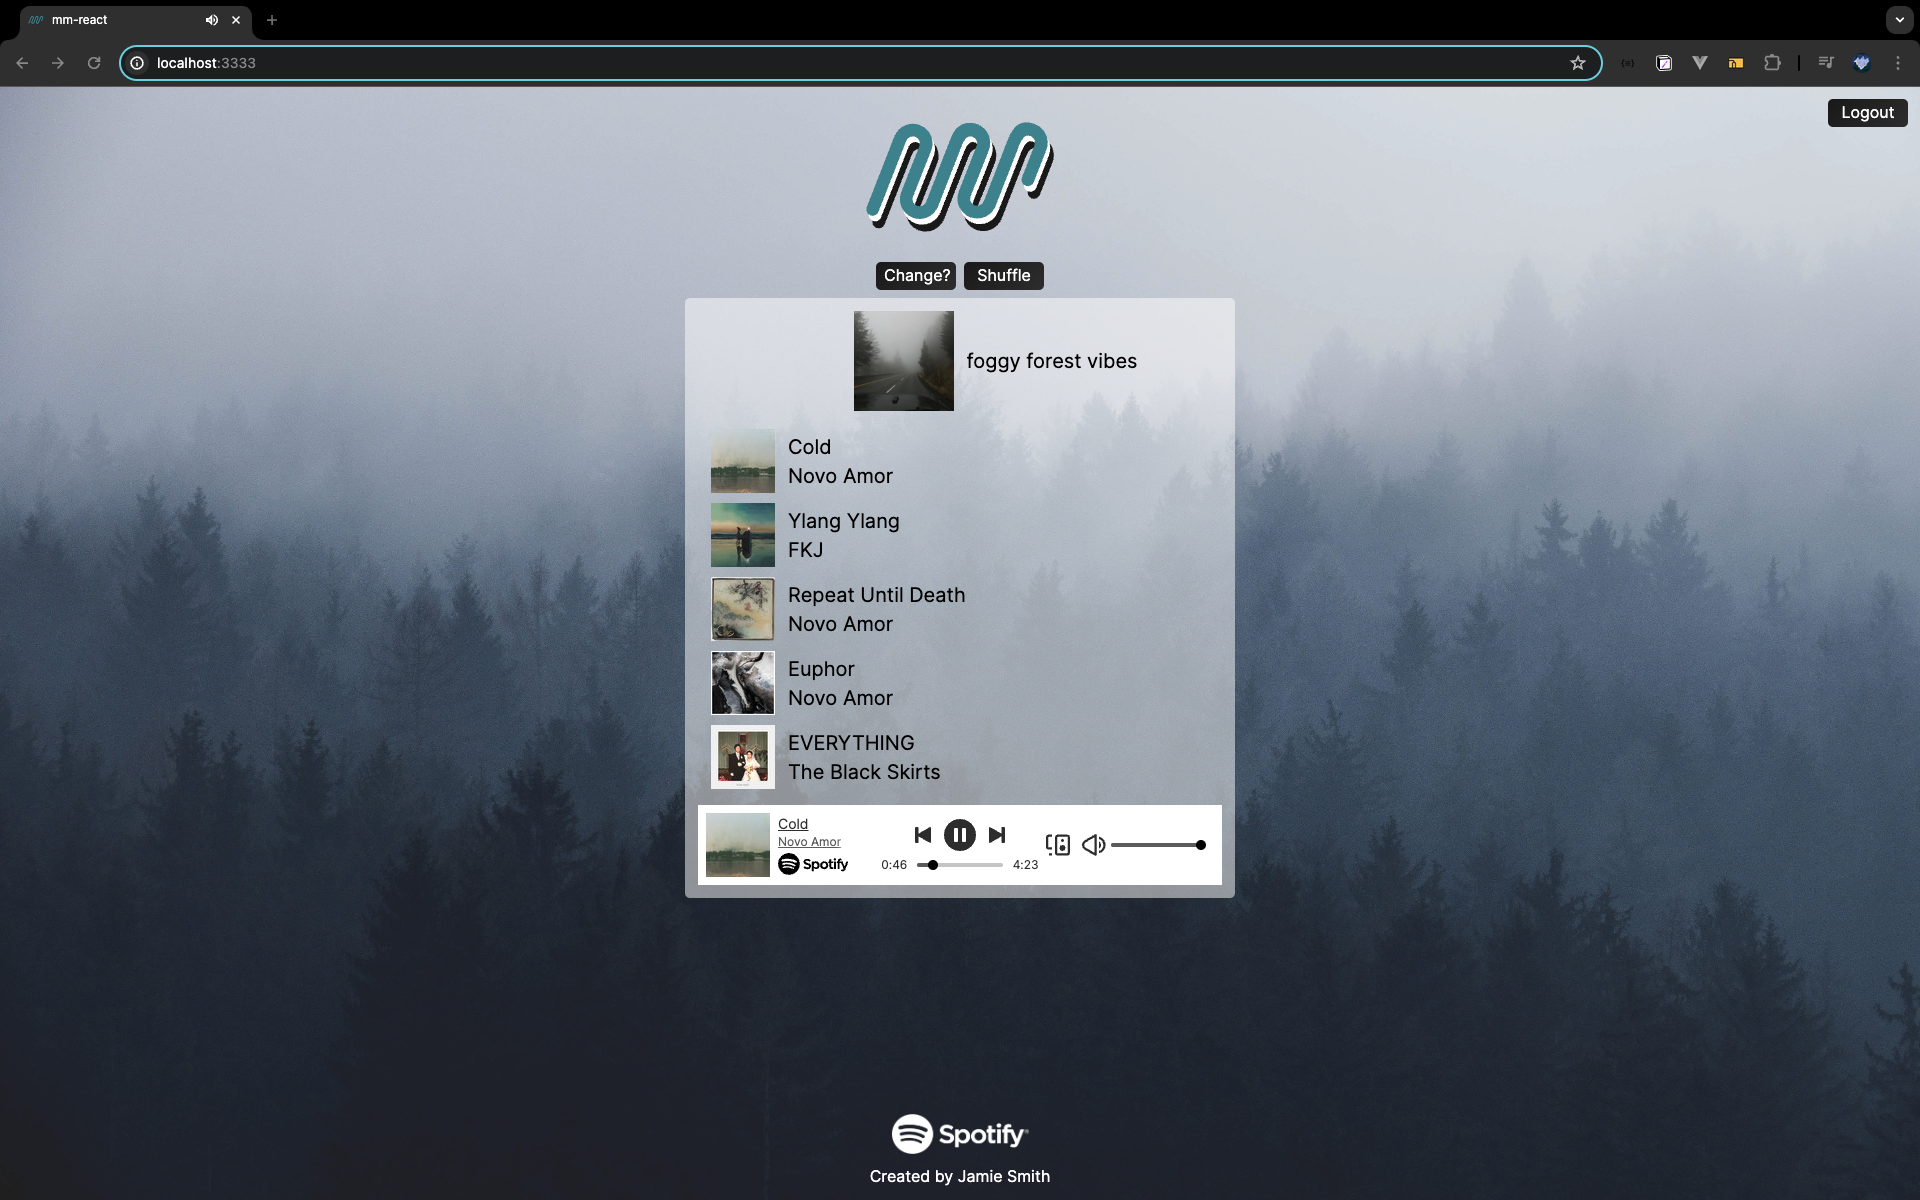 mm-react
localhost:3333
Logout
Change?
Shuffle
foggy forest vibes
Cold
Novo Amor
Ylang Ylang
FKJ
Repeat Until Death
Novo Amor
Euphor
Novo Amor
EVERYTHING
The Black Skirts
Cold
Novo Amor
Spotify
0:46
4:23
Spotify
Created by Jamie Smith